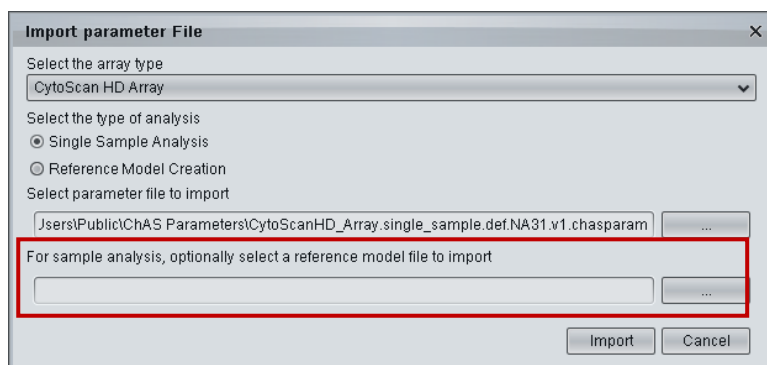 Import parameter File
Select the array type
CytoScan HD Array
Select the type of analysis
Single Sample Analysis
Reference Model Creation
Select parameter file to import
Jsers\Public\ChAS Parameters\CytoScanHD_Array.single_sample.def.NA31.v1.chasparam ...
For sample analysis, optionally select a reference model file to import
...
Import Cancel